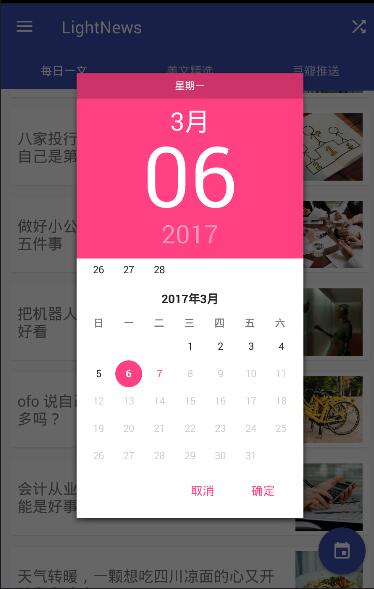 LightNews
每日一文
美文精选
豆瓣推送
星期一
3月
06
2017
八家投行
自己是第
做好小公
五件事
把机器人
好看
ofo 说自己
多吗？
会计从业
能是好事
天气转暖，一颗想吃四川凉面的心又开
26 27 28
2017年3月
日 一 二 三 四 五 六
1 2 3 4
5 6 7 8 9 10 11
12 13 14 15 16 17 18
19 20 21 22 23 24 25
26 27 28 29 30 31
取消 确定